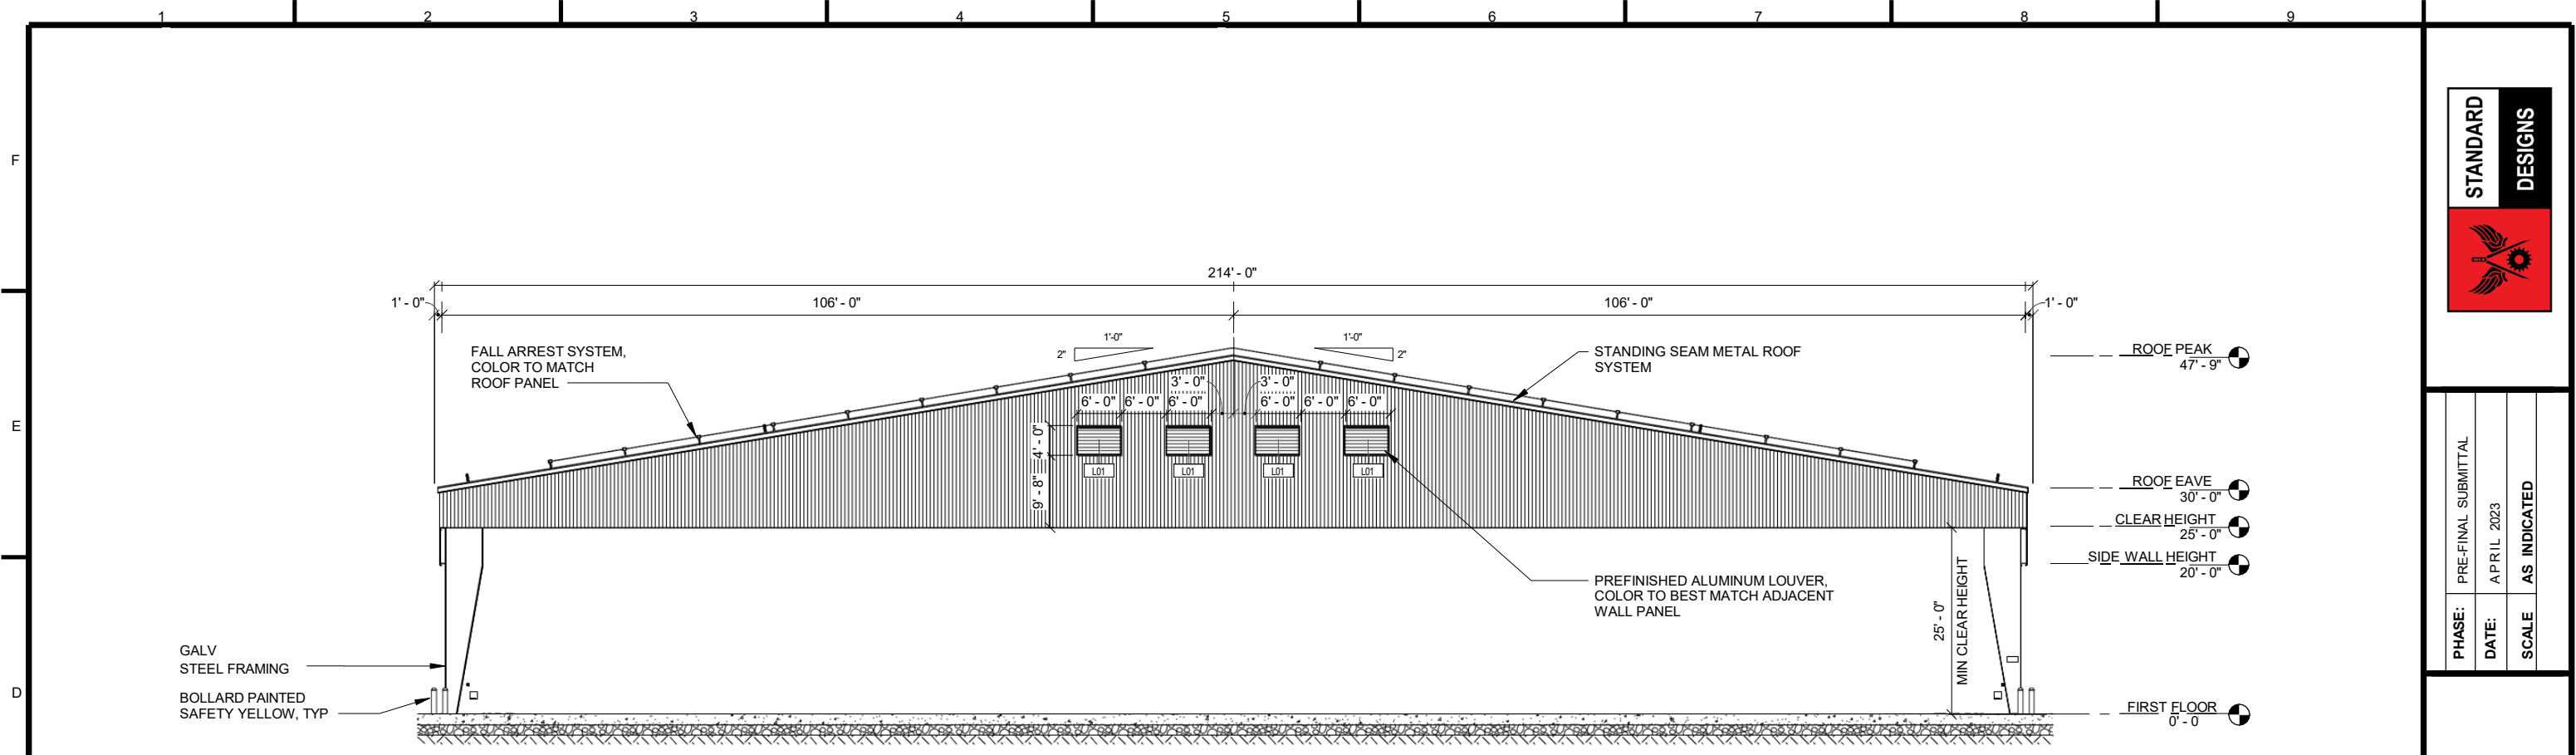 1 2 3 4 5 6 7 8 9
F
E
D
214' - 0"
1' - 0" 106' - 0" 106' - 0" 1' - 0"
FALL ARREST SYSTEM,
COLOR TO MATCH
ROOF PANEL
1'-0"
2"
1'-0"
2"
STANDING SEAM METAL ROOF
SYSTEM
3' - 0" 3' - 0"
6' - 0" 6' - 0" 6' - 0" 6' - 0" 6' - 0" 6' - 0"
4' - 0"
9' - 8"
L01 L01 L01 L01
PREFINISHED ALUMINUM LOUVER,
COLOR TO BEST MATCH ADJACENT
WALL PANEL
25' - 0"
MIN CLEAR HEIGHT
GALV
STEEL FRAMING
BOLLARD PAINTED
SAFETY YELLOW, TYP
ROOF PEAK
47' - 9"
ROOF EAVE
30' - 0"
CLEAR HEIGHT
25' - 0"
SIDE WALL HEIGHT
20' - 0"
FIRST FLOOR
0' - 0
STANDARD
DESIGNS
PHASE: PRE-FINAL SUBMITTAL
DATE: APRIL 2023
SCALE AS INDICATED